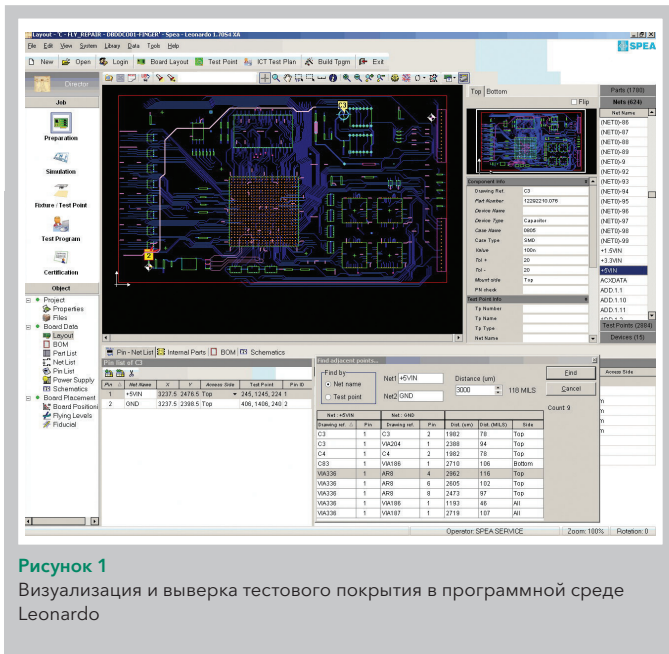 Layout - 'C - FLY_REPAIR - DBDOC001-FINGER' - Spea - Leonardo 1.7054 XA
File Edit View System Library Data Tools Help
SPEA
New Open Login Board Layout Test Point ICT Test Plan Build Tpgm Exit
Director
Job
Preparation
Simulation
Fixture / Test Point
Test Program
Certification
Object
Project
Properties
Files
Board Data
Layout
BOM
Part List
Net List
Pin List
Power Supply
Schematics
Board Placement
Board Position
Flying Levels
Fiducial
2
Top Bottom
Flip
Component Info
Drawing Ref. C3
Part Number 12292210.076
Device Name
Device Type Capacitor
Case Name 0805
Case Type SMD
Value 100n
Tol + 20
Tol - 20
Mount side Top
PN check
Test Point Info
Tp Number
Tp Name
Tp Type
Net Name
Parts (1780)
Nets (624)
Net Name
(NET0)-86
(NET0)-87
(NET0)-88
(NET0)-89
(NET0)-9
(NET0)-92
(NET0)-93
(NET0)-94
(NET0)-95
(NET0)-96
(NET0)-97
(NET0)-98
(NET0)-99
+1.5VIN
+3.3VIN
+5VIN
ACXDATA
ADD.1.1
ADD.1.10
ADD.1.11
Test Points (2884)
Devices (16)
Pin - Net List Internal Parts BOM Schematics
Pin list of C3
Pin Net Name X Y Access Side Test Point Pin ID
1 +5VIN 3237.5 2476.5 Top 245, 1245, 224 1
2 GND 3237.5 2398.5 Top 406, 1406, 240 2
Find adjacent points...
Find by
Net name
Test point
Net1 +5VIN
Net2 GND
Distance (um)
3000 118 MILS
Find
Cancel
Count 9
Net : +5VIN Net : GND
Drawing ref. Pin Drawing ref. Pin Dist. (um) Dist. (MILS) Side
C3 1 C3 2 1982 78 Top
C3 1 VIA204 1 2388 94 Top
C4 1 C4 2 1982 78 Top
C83 1 VIA186 1 2710 106 Bottom
VIA336 1 AR8 4 2962 116 Top
VIA336 1 AR8 6 2605 102 Top
VIA336 1 AR8 8 2473 97 Top
VIA336 1 VIA186 1 1193 46 All
VIA336 1 VIA187 1 2719 107 All
Access Side
Operator: SPEA SERVICE Zoom: 100% Rotation: 0
Рисунок 1
Визуализация и выверка тестового покрытия в программной среде
Leonardo